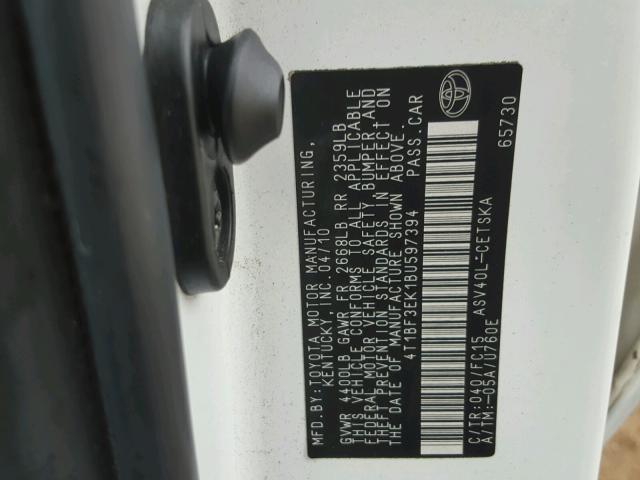 MFD.BY:TOYOTA MOTOR MANUFACTURING,
KENTUCKY, INC. 04/10
GVWR 4400LB GAWR FR 2668LB RR 2359LB
THIS VEHICLE CONFORMS TO ALL APPLICABLE
FEDERAL MOTOR VEHICLE SAFETY, BUMPER, AND
THEFT PREVENTION STANDARDS IN EFFECT ON
DATE OF MANUFACTURE SHOWN ABOVE.
4T1BF3EK1BU597394 PASS.CAR
C/TR:040/FC15 ASV40L-CETSKA
A/TM:-05A/U760E
65730